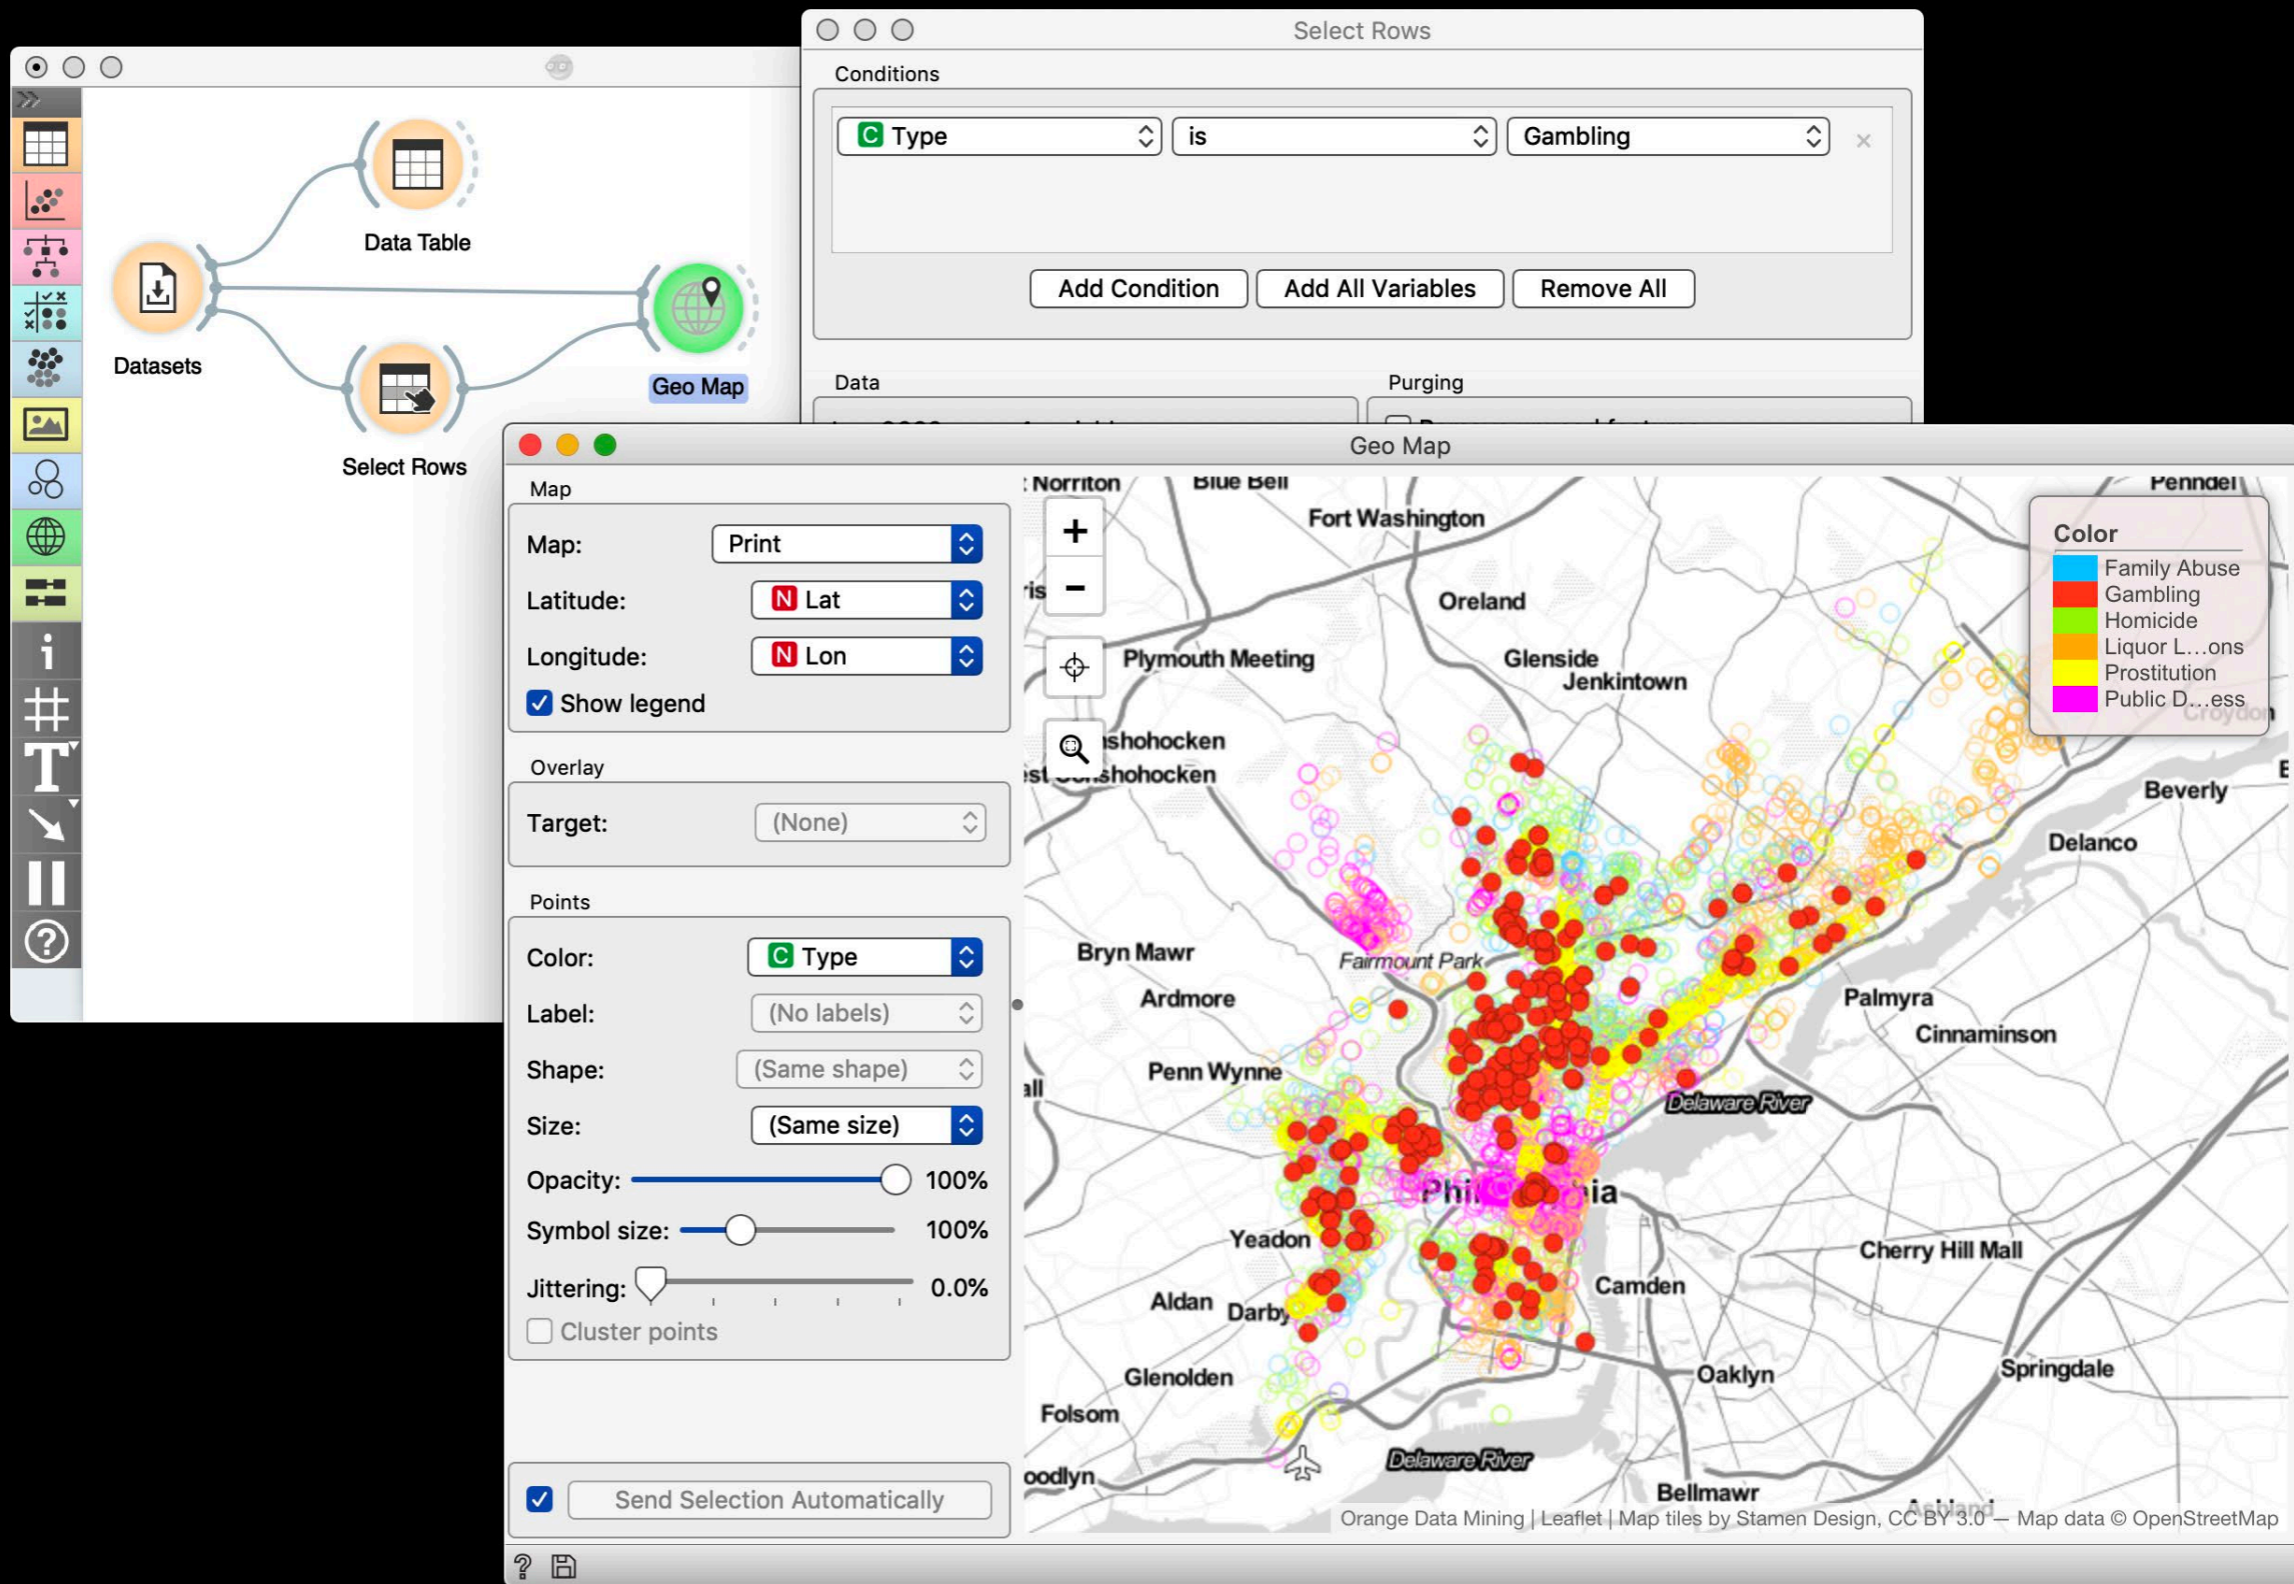 Data Table
Datasets
Geo Map
Select Rows
Select Rows
Conditions
C Type
is
Gambling
×
Add Condition
Add All Variables
Remove All
Data
Purging
Geo Map
Map
Map:
Print
Latitude:
N Lat
Longitude:
N Lon
Show legend
Overlay
Target:
(None)
Points
Color:
C Type
Label:
(No labels)
Shape:
(Same shape)
Size:
(Same size)
Opacity:
100%
Symbol size:
100%
Jittering:
0.0%
Cluster points
Send Selection Automatically
+
−
Color
Family Abuse
Gambling
Homicide
Liquor L…ons
Prostitution
Public D…ess
Norriton
Blue Bell
Penndel
Fort Washington
Oreland
Plymouth Meeting
Glenside
Jenkintown
Croydon
shohocken
shohocken
Beverly
Delanco
Bryn Mawr
Fairmount Park
Ardmore
Palmyra
Cinnaminson
Penn Wynne
Delaware River
Yeadon
Cherry Hill Mall
Camden
Aldan
Darby
Glenolden
Oaklyn
Springdale
Folsom
Delaware River
oodlyn
Bellmawr
Ashland
Orange Data Mining | Leaflet | Map tiles by Stamen Design, CC BY 3.0 — Map data © OpenStreetMap